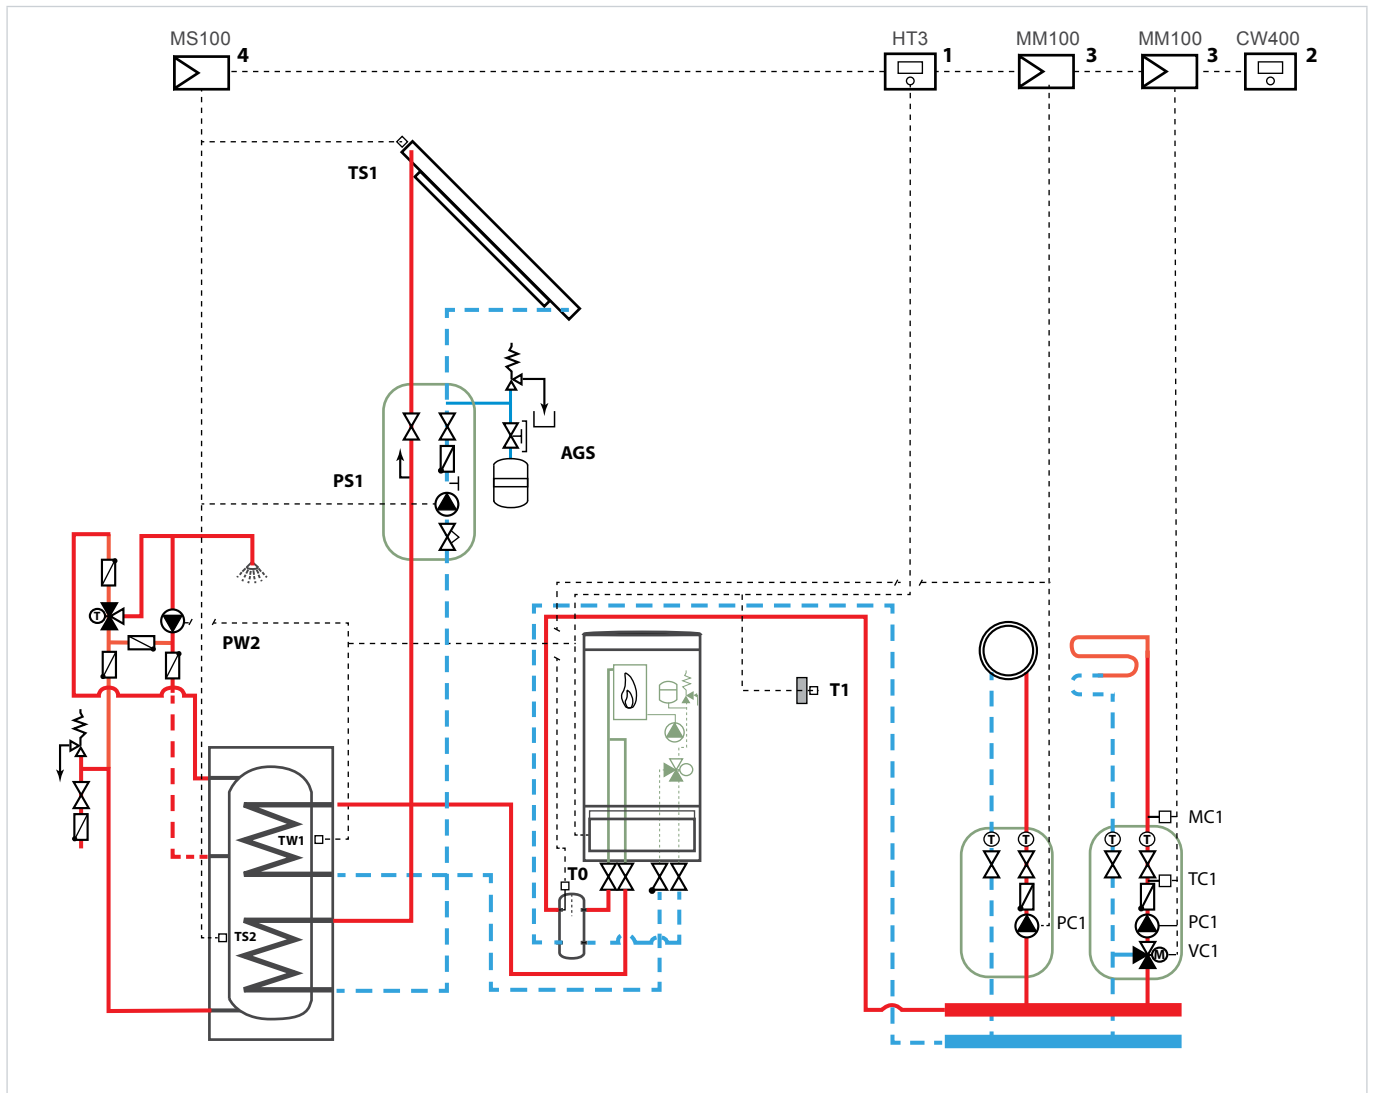 MS100 4
HT3 1
MM100 3
MM100 3
CW400 2
TS1
AGS
PS1
T
PW2
T1
TW1
T0
TS2
T T T T
MC1
TC1
PC1
PC1
VC1
M